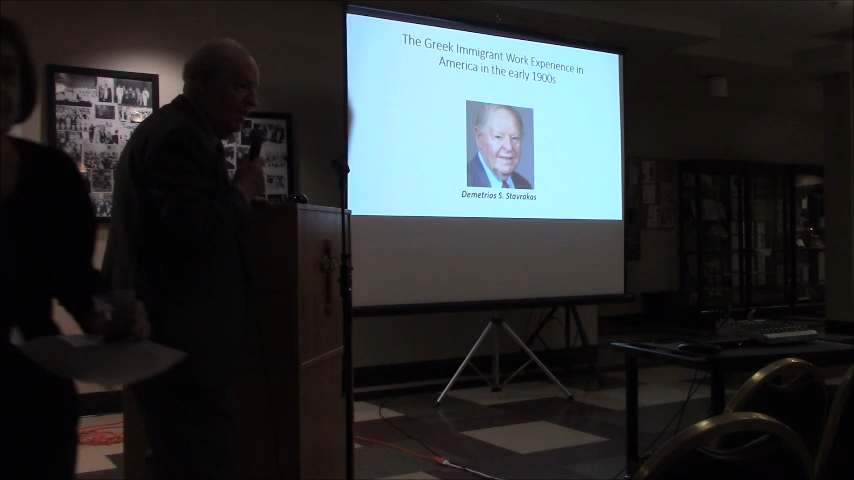 The Greek Immigrant Work Experience in
America in the early 1900s
Demetrios S. Stavrakas